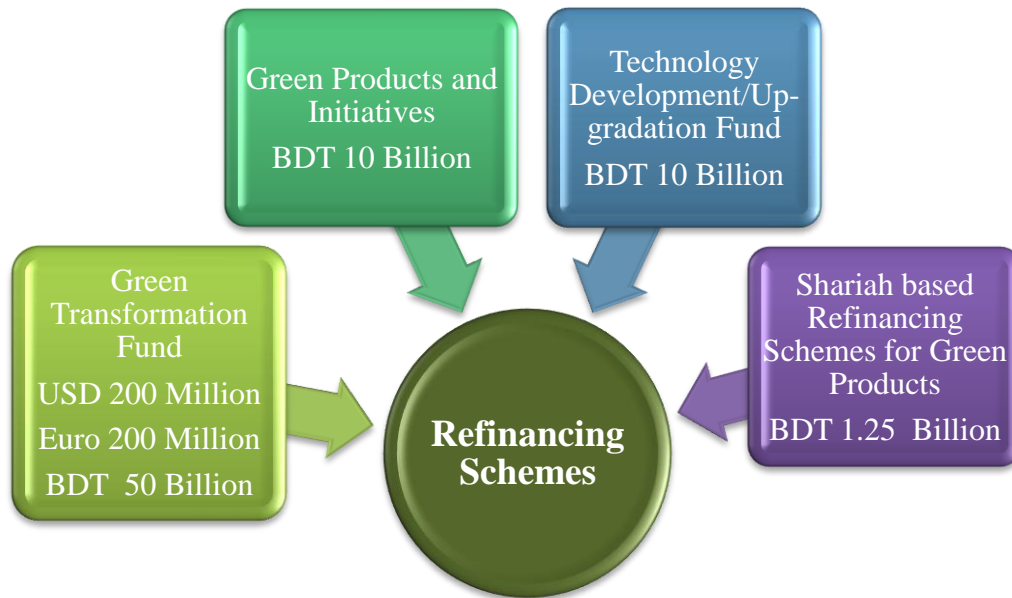 Green
Transformation
Fund
USD 200 Million
Euro 200 Million
BDT 50 Billion
Green Products and
Initiatives
BDT 10 Billion
Technology
Development/Up-
gradation Fund
BDT 10 Billion
Shariah based
Refinancing
Schemes for Green
Products
BDT 1.25 Billion
Refinancing
Schemes